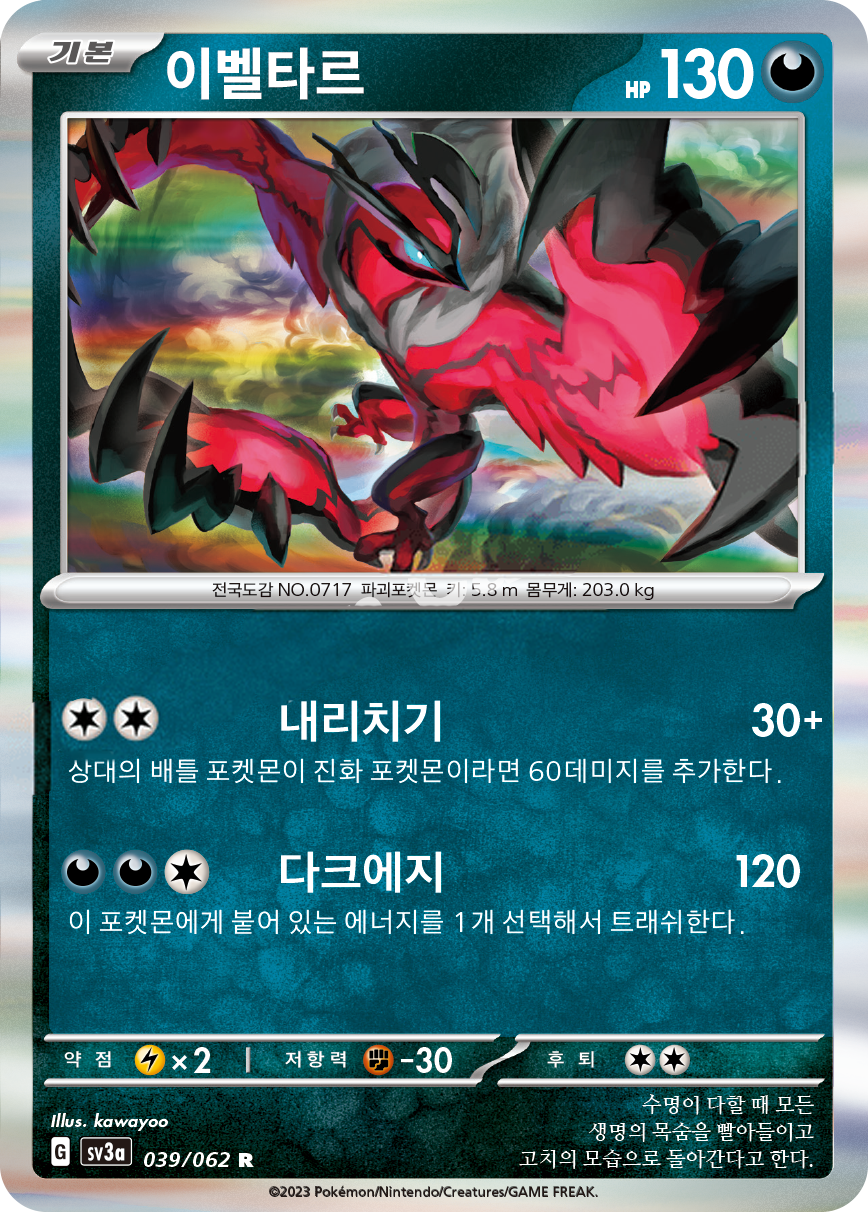 기본
이벨타르
HP 130
전국도감 NO.0717 파괴포켓몬 키: 5.8 m 몸무게: 203.0 kg
내리치기 30+
상대의 배틀 포켓몬이 진화 포켓몬이라면 60데미지를 추가한다.
다크에지 120
이 포켓몬에게 붙어 있는 에너지를 1개 선택해서 트래쉬한다.
약점 ×2 저항력 -30 후퇴
수명이 다할 때 모든
생명의 목숨을 빨아들이고
고치의 모습으로 돌아간다고 한다.
Illus. kawayoo
G sv3a 039/062 R
©2023 Pokémon/Nintendo/Creatures/GAME FREAK.